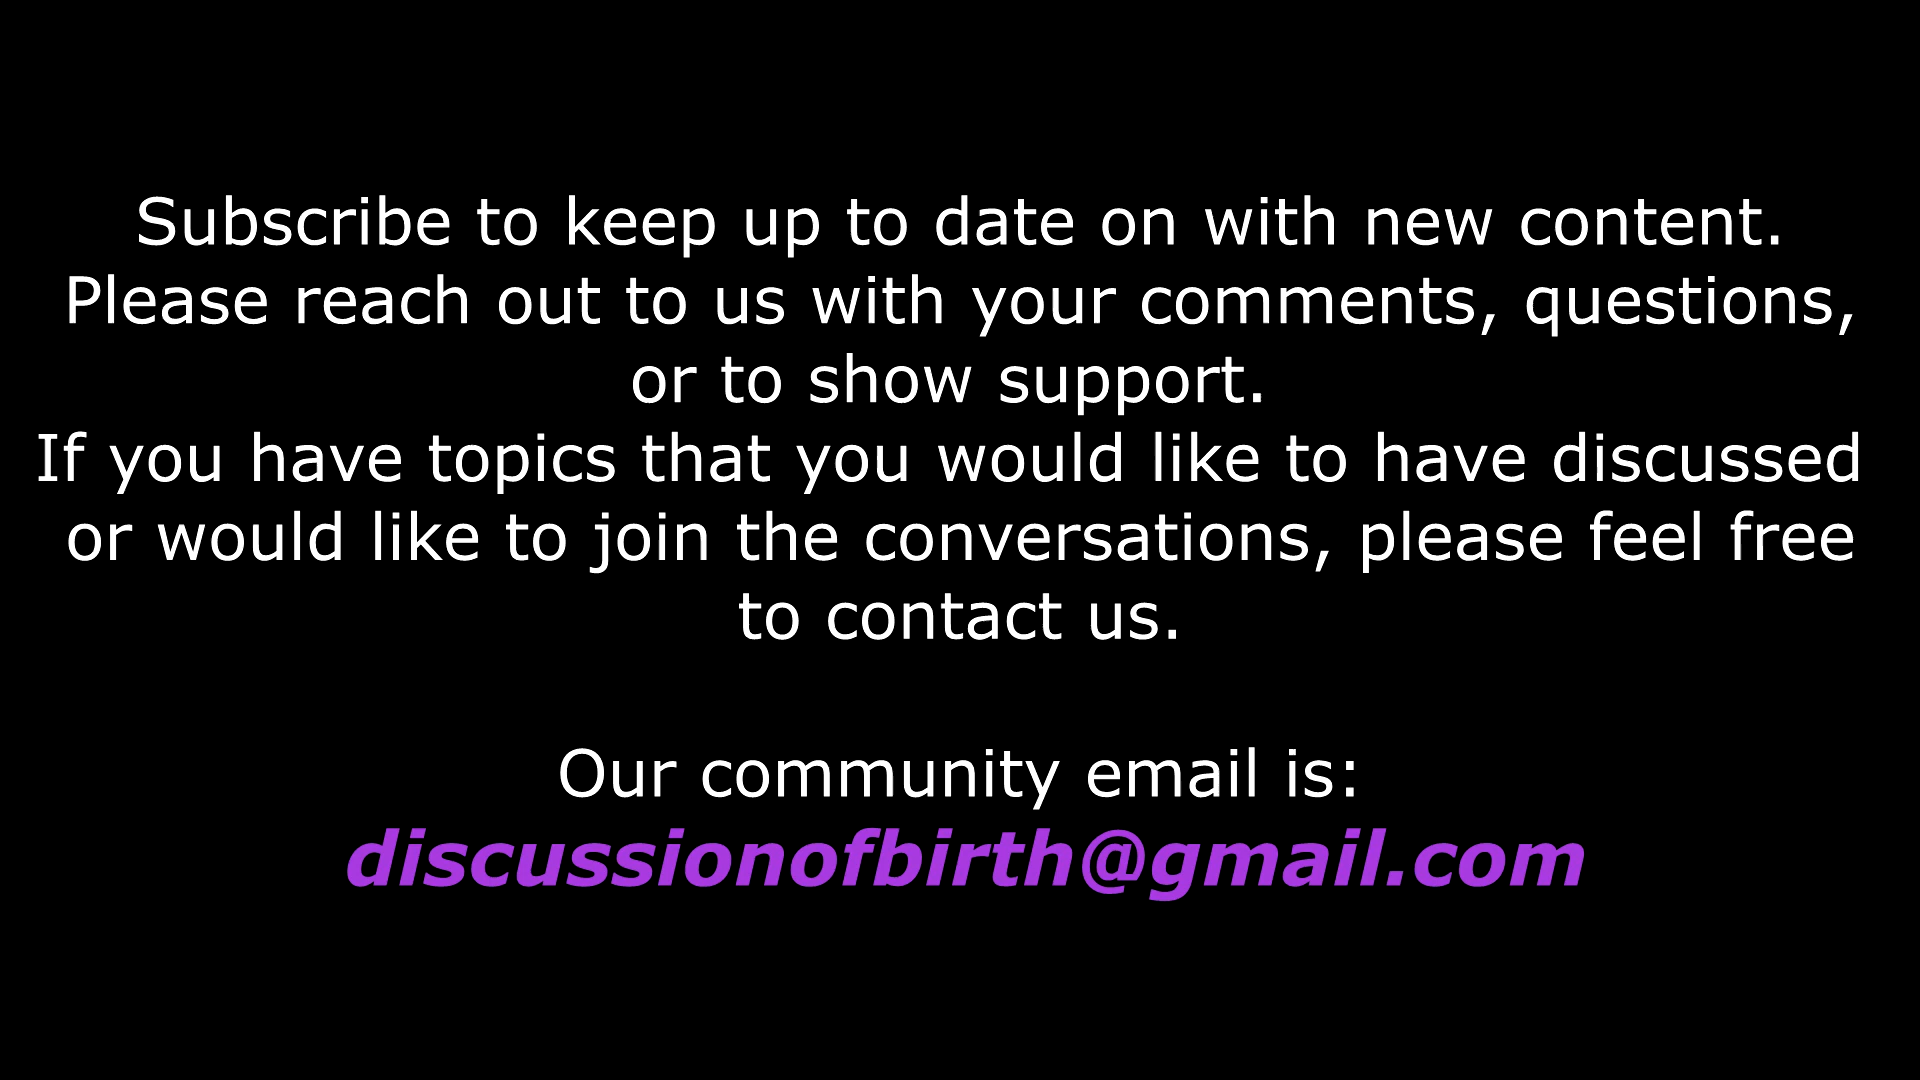 Subscribe to keep up to date on with new content.
Please reach out to us with your comments, questions,
or to show support.
If you have topics that you would like to have discussed
or would like to join the conversations, please feel free
to contact us.
Our community email is:
discussionofbirth@gmail.com